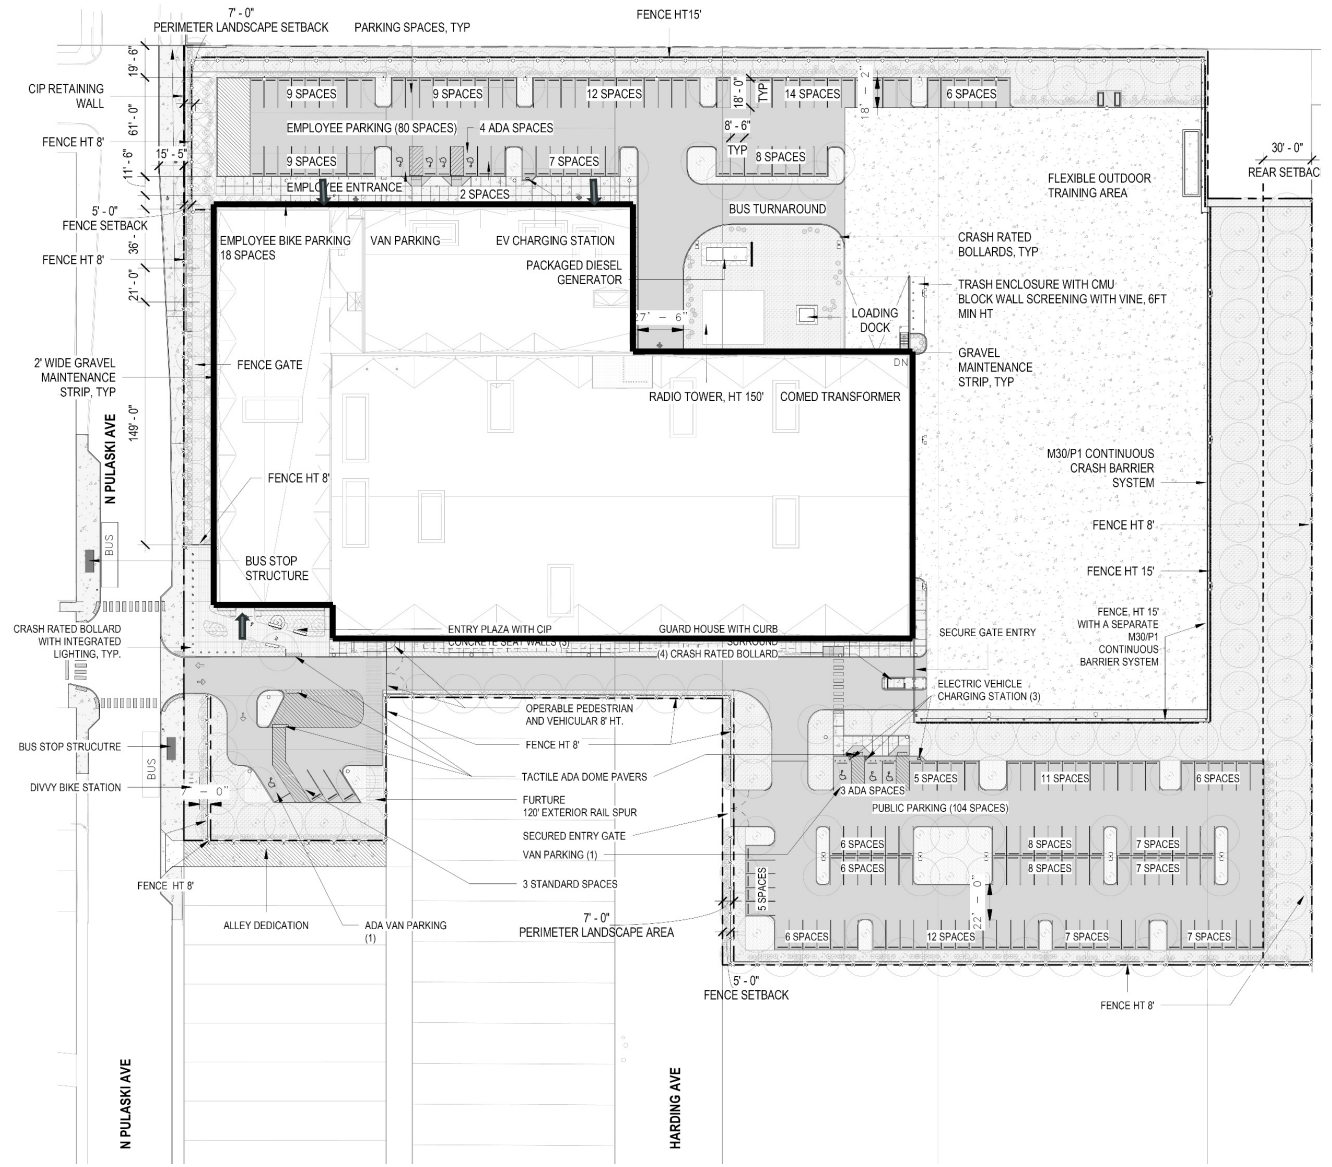 7' - 0"
PERIMETER LANDSCAPE SETBACK
PARKING SPACES, TYP
FENCE HT15'
19'-6"
CIP RETAINING
WALL
61' - 0"
FENCE HT 8'
15' - 5"
11' - 6"
5' - 0"
FENCE SETBACK
36' -
FENCE HT 8'
21' - 0"
2' WIDE GRAVEL
MAINTENANCE
STRIP, TYP
149' - 0"
N PULASKI AVE
9 SPACES
9 SPACES
12 SPACES
18' - 0"
TYP
14 SPACES
18' - 2"
6 SPACES
EMPLOYEE PARKING (80 SPACES)
4 ADA SPACES
8' - 6"
TYP
9 SPACES
7 SPACES
8 SPACES
EMPLOYEE ENTRANCE
2 SPACES
30' - 0"
REAR SETBACK
FLEXIBLE OUTDOOR
TRAINING AREA
BUS TURNAROUND
EMPLOYEE BIKE PARKING
18 SPACES
VAN PARKING
EV CHARGING STATION
PACKAGED DIESEL
GENERATOR
CRASH RATED
BOLLARDS, TYP
TRASH ENCLOSURE WITH CMU
BLOCK WALL SCREENING WITH VINE, 6FT
MIN HT
27' - 6"
LOADING
DOCK
DN
GRAVEL
MAINTENANCE
STRIP, TYP
FENCE GATE
RADIO TOWER, HT 150'
COMED TRANSFORMER
FENCE HT 8'
M30/P1 CONTINUOUS
CRASH BARRIER
SYSTEM
FENCE HT 8'
BUS
BUS STOP
STRUCTURE
FENCE HT 15'
CRASH RATED BOLLARD
WITH INTEGRATED
LIGHTING, TYP.
ENTRY PLAZA WITH CIP
CONCRETE SEAT WALLS (3)
GUARD HOUSE WITH CURB
SURROUND
(4) CRASH RATED BOLLARD
SECURE GATE ENTRY
FENCE, HT 15'
WITH A SEPARATE
M30/P1
CONTINUOUS
BARRIER SYSTEM
ELECTRIC VEHICLE
CHARGING STATION (3)
OPERABLE PEDESTRIAN
AND VEHICULAR 8' HT.
FENCE HT 8'
BUS STOP STRUCUTRE
BUS
DIVVY BIKE STATION
- 0"
TACTILE ADA DOME PAVERS
FURTURE
120' EXTERIOR RAIL SPUR
SECURED ENTRY GATE
VAN PARKING (1)
3 STANDARD SPACES
5 SPACES
11 SPACES
6 SPACES
3 ADA SPACES
PUBLIC PARKING (104 SPACES)
6 SPACES
8 SPACES
7 SPACES
6 SPACES
8 SPACES
7 SPACES
5 SPACES
22' - 0"
6 SPACES
12 SPACES
7 SPACES
7 SPACES
FENCE HT 8'
ALLEY DEDICATION
ADA VAN PARKING
(1)
7' - 0"
PERIMETER LANDSCAPE AREA
5' - 0"
FENCE SETBACK
FENCE HT 8'
N PULASKI AVE
HARDING AVE